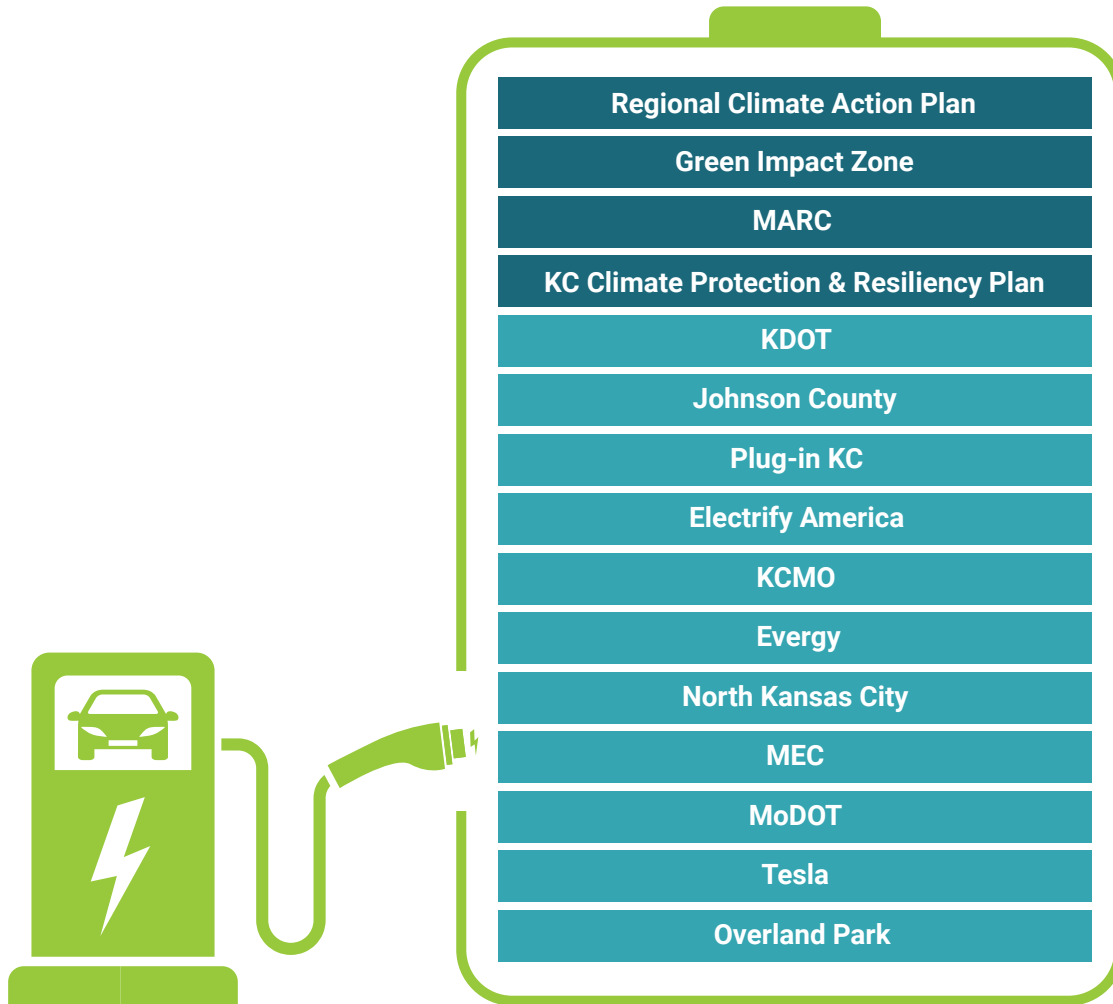 Regional Climate Action Plan
Green Impact Zone
MARC
KC Climate Protection & Resiliency Plan
KDOT
Johnson County
Plug-in KC
Electrify America
KCMO
Evergy
North Kansas City
MEC
MoDOT
Tesla
Overland Park